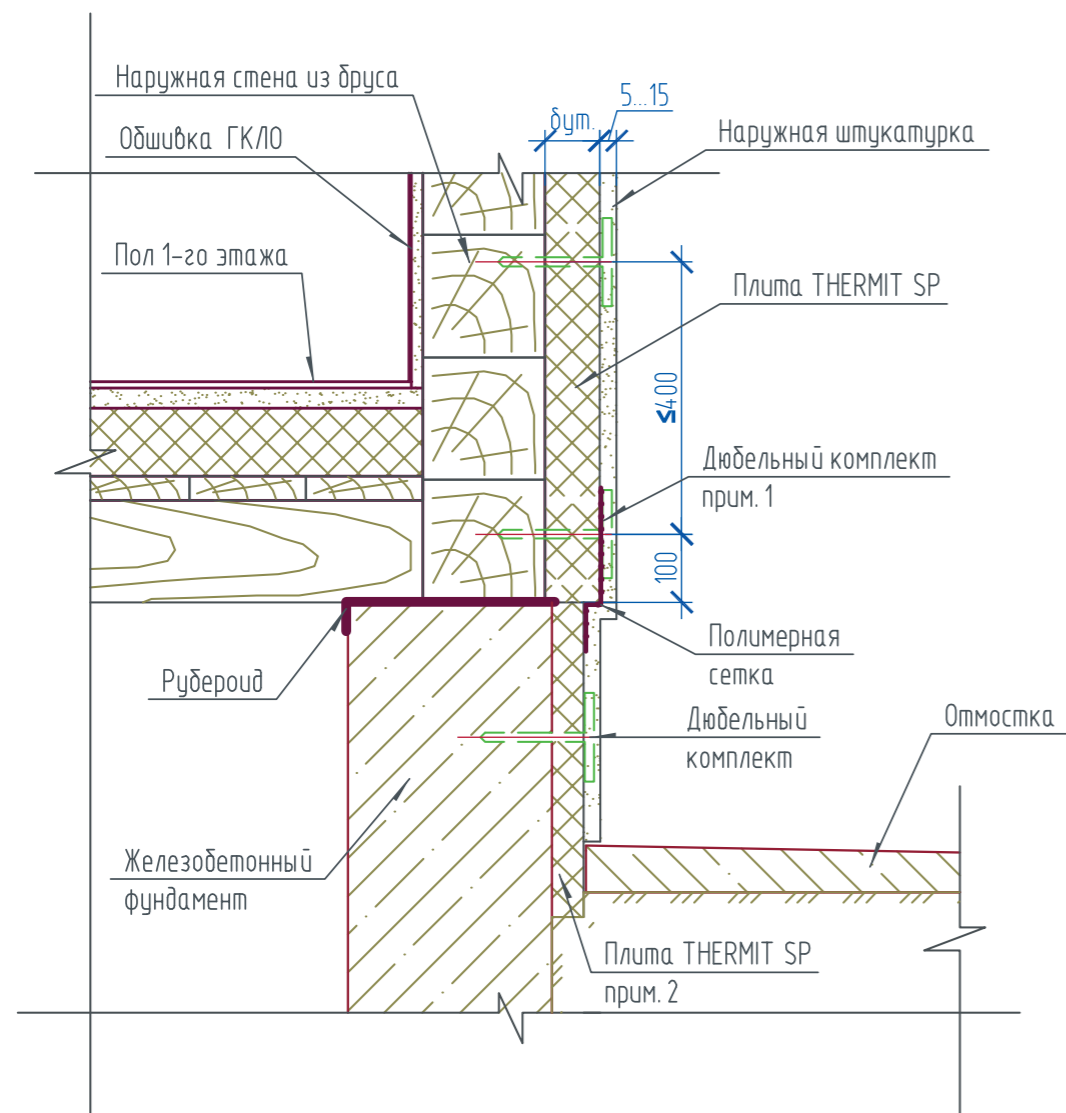 Наружная стена из бруса
5...15
δут.
Обшивка ГКЛО
Наружная штукатурка
Пол 1-го этажа
Плита THERMIT SP
≤400
Дюбельный комплект
прим. 1
100
Полимерная
сетка
Рубероид
Дюбельный
комплект
Отмостка
Железобетонный
фундамент
Плита THERMIT SP
прим. 2